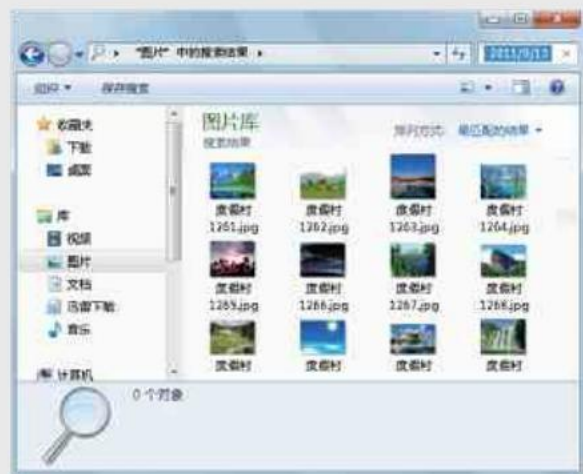 "图片" 中的搜索结果
2011/9/13
组织 保存搜索
收藏夹
下载
桌面
库
视频
图片
文档
迅雷下载
音乐
计算机
图片库
搜索结果
排列方式: 最匹配的结果
度假村 度假村 度假村 度假村
1261.jpg 1262.jpg 1263.jpg 1264.jpg
度假村 度假村 度假村 度假村
1265.jpg 1266.jpg 1267.jpg 1268.jpg
度假村 度假村 度假村 度假村
0 个对象